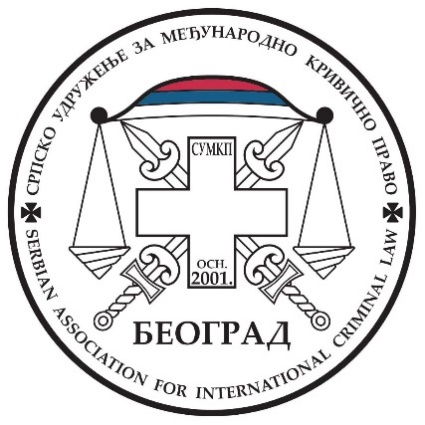 СРПСКО УДРУЖЕЊЕ ЗА МЕЂУНАРОДНО КРИВИЧНО ПРАВО
СУМКП
ОСН.
2001.
БЕОГРАД
SERBIAN ASSOCIATION FOR INTERNATIONAL CRIMINAL LAW